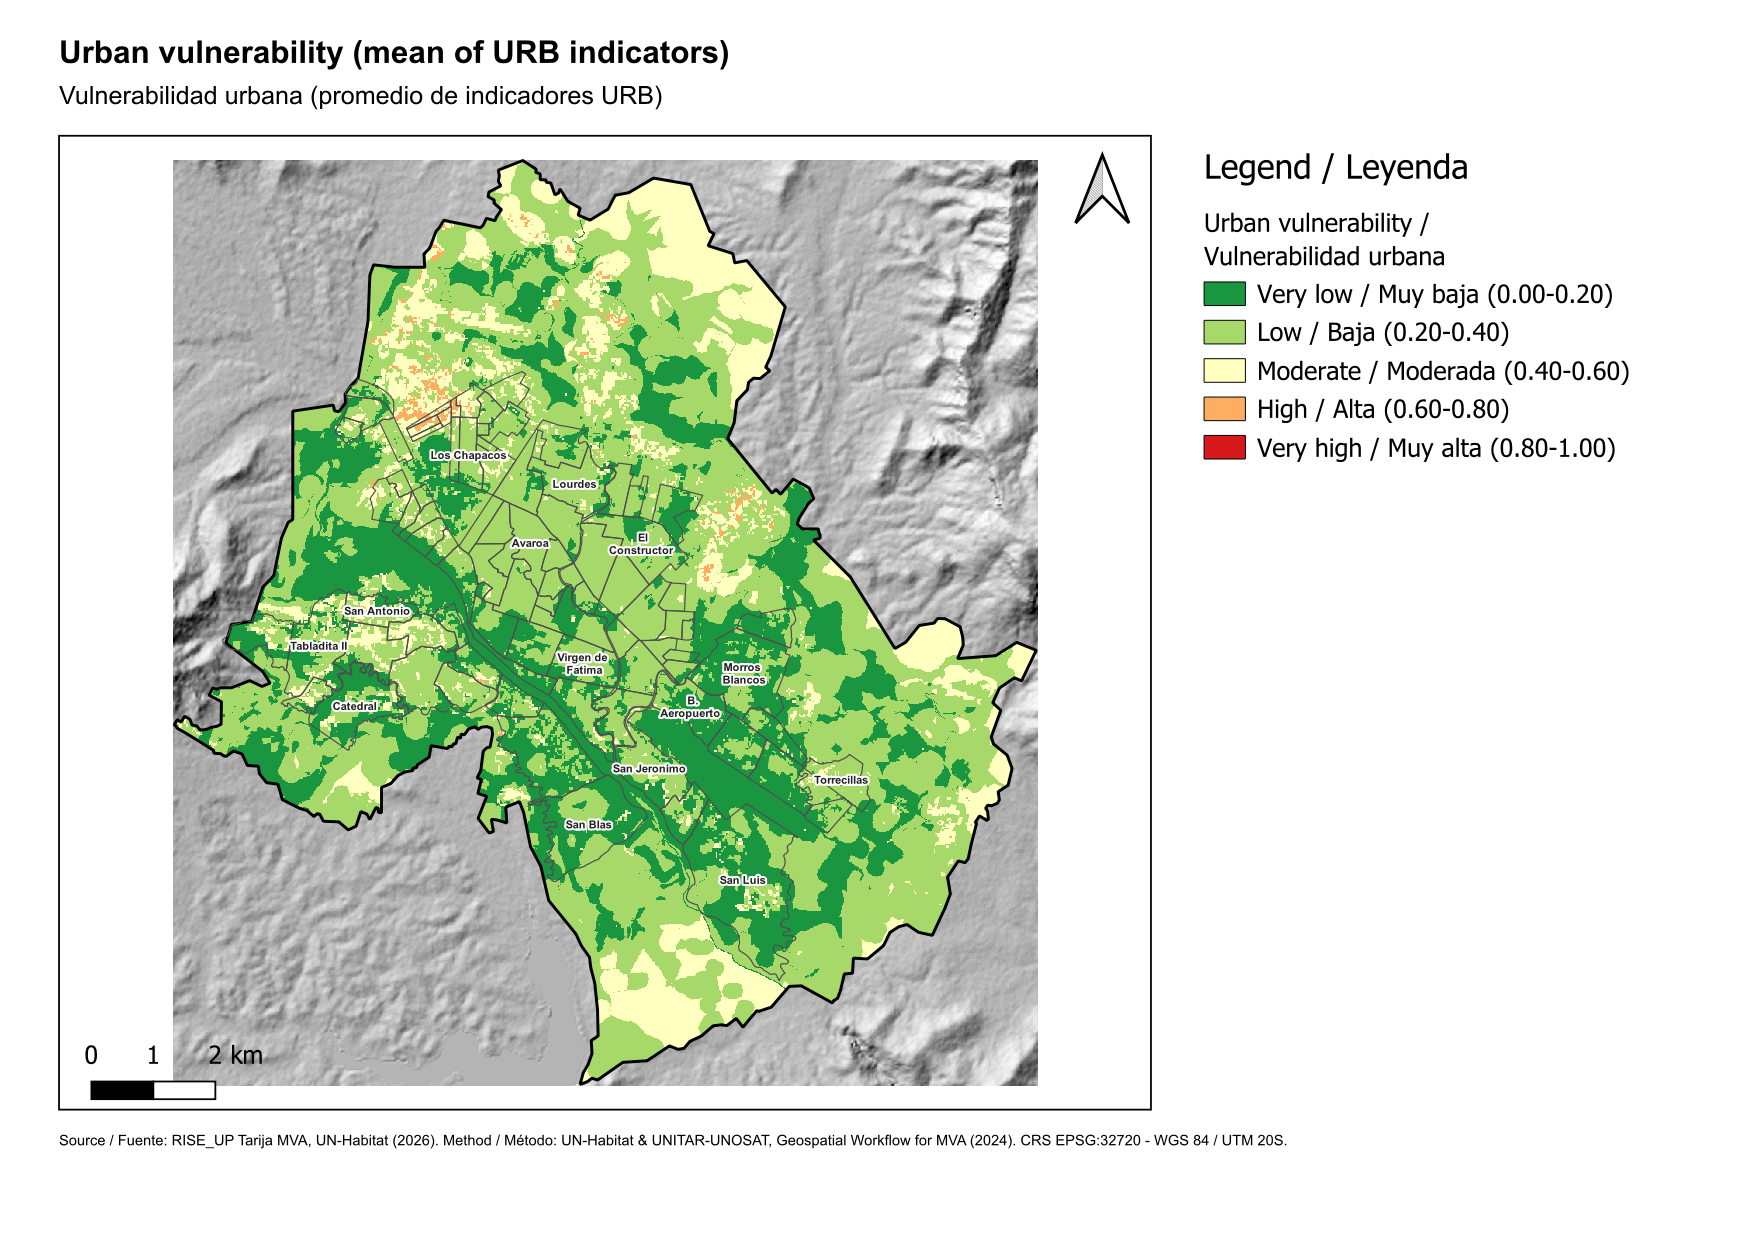 Urban vulnerability (mean of URB indicators)
Vulnerabilidad urbana (promedio de indicadores URB)
Legend / Leyenda
Urban vulnerability /
Vulnerabilidad urbana
Very low / Muy baja (0.00-0.20)
Low / Baja (0.20-0.40)
Moderate / Moderada (0.40-0.60)
High / Alta (0.60-0.80)
Very high / Muy alta (0.80-1.00)
Los Chapacos
Lourdes
Avaroa
El
Constructor
San Antonio
Tabladita II
Virgen de
Fatima
Morros
Blancos
Catedral
B.
Aeropuerto
San Jeronimo
Torrecillas
San Blas
San Luis
0 1 2 km
Source / Fuente: RISE_UP Tarija MVA, UN-Habitat (2026). Method / Método: UN-Habitat & UNITAR-UNOSAT, Geospatial Workflow for MVA (2024). CRS EPSG:32720 - WGS 84 / UTM 20S.